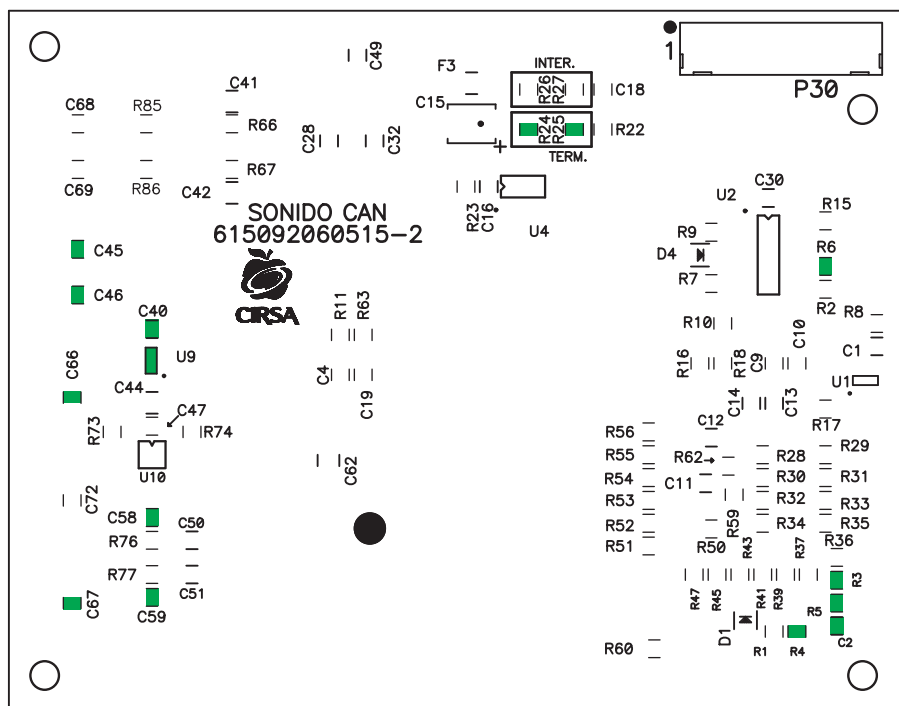 C49
INTER.
1
P30
F3
R26
R27
C18
C41
C15
C68
R85
R66
C28
C32
R24
R25
R22
TERM.
R67
C69
R86
C42
R23
C16
U4
SONIDO CAN
615092060515-2
C30
U2
R15
R9
D4
R7
R6
R2
C45
C46
CIRSA
C40
U9
R11
R63
R10
R8
C10
C1
C66
C44
C47
C4
C19
R16
R18
C9
U1
R73
R74
U10
C14
C13
C12
R17
R56
R55
R54
R53
R52
R51
R62
C11
R28
R29
R30
R31
R32
R33
R34
R35
C62
C72
C58
C50
R76
R77
C51
C67
C59
R59
R50
R43
R37
R36
R47
R45
R41
R39
R3
R5
D1
R1
R4
C2
R60